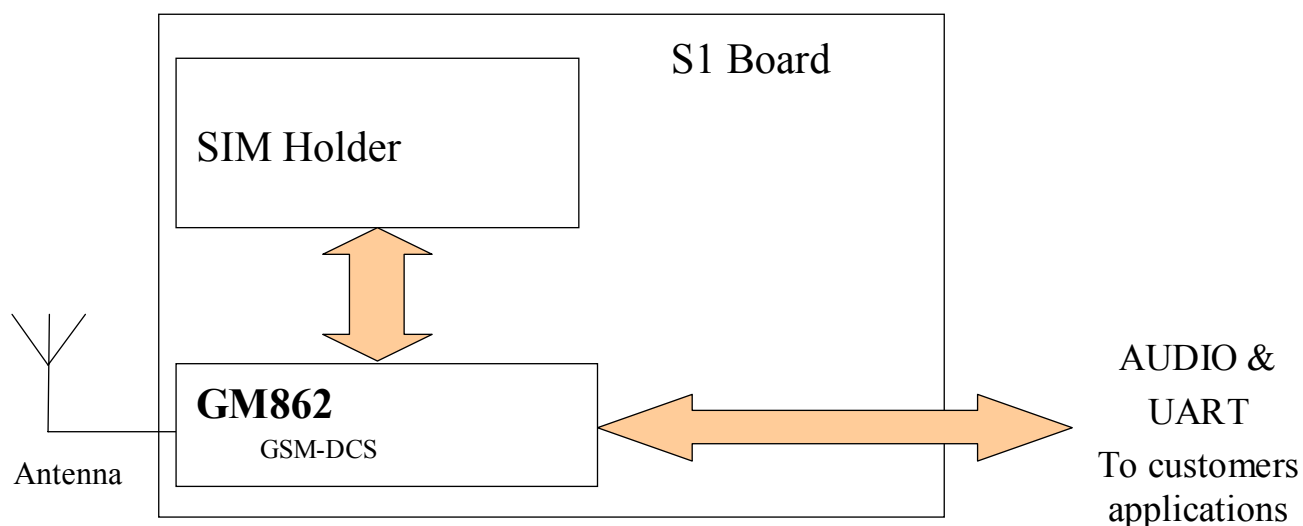 S1 Board
SIM Holder
GM862
GSM-DCS
Antenna
AUDIO &
UART
To customers
applications